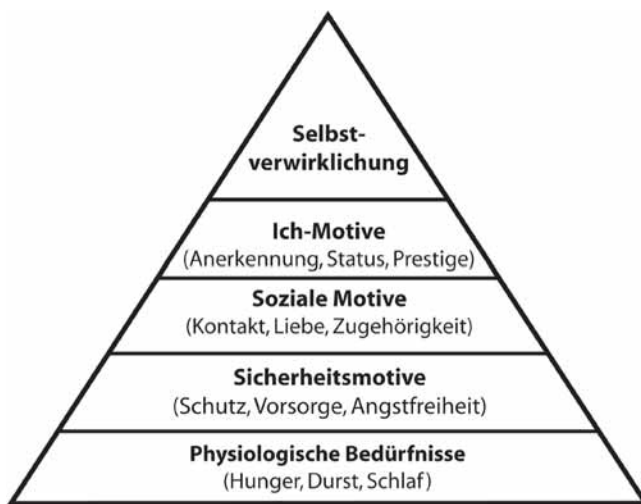 Selbst-
verwirklichung
Ich-Motive
(Anerkennung, Status, Prestige)
Soziale Motive
(Kontakt, Liebe, Zugehörigkeit)
Sicherheitsmotive
(Schutz, Vorsorge, Angstfreiheit)
Physiologische Bedürfnisse
(Hunger, Durst, Schlaf)